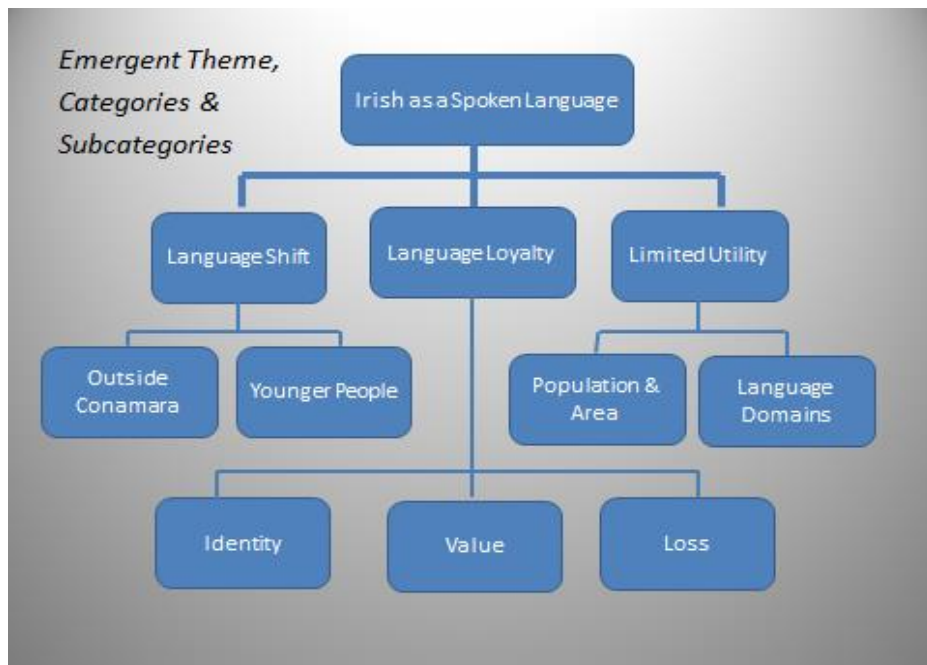 Emergent Theme,
Categories &
Subcategories
Irish as a Spoken Language
Language Shift
Language Loyalty
Limited Utility
Outside
Conamara
Younger People
Population &
Area
Language
Domains
Identity
Value
Loss